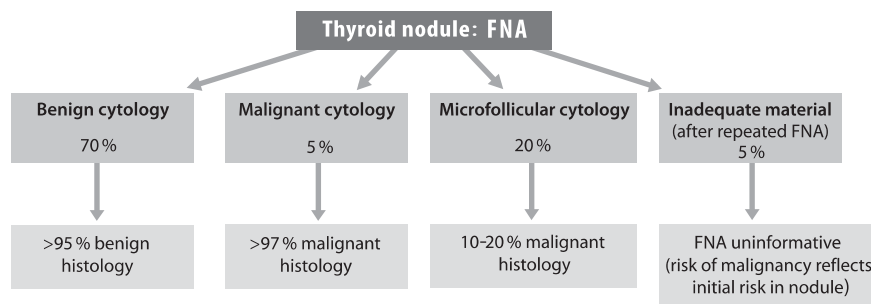 Thyroid nodule: FNA
Benign cytology
70 %
Malignant cytology
5 %
Microfollicular cytology
20 %
Inadequate material
(after repeated FNA)
5 %
>95 % benign
histology
>97 % malignant
histology
10-20 % malignant
histology
FNA uninformative
(risk of malignancy reflects
initial risk in nodule)